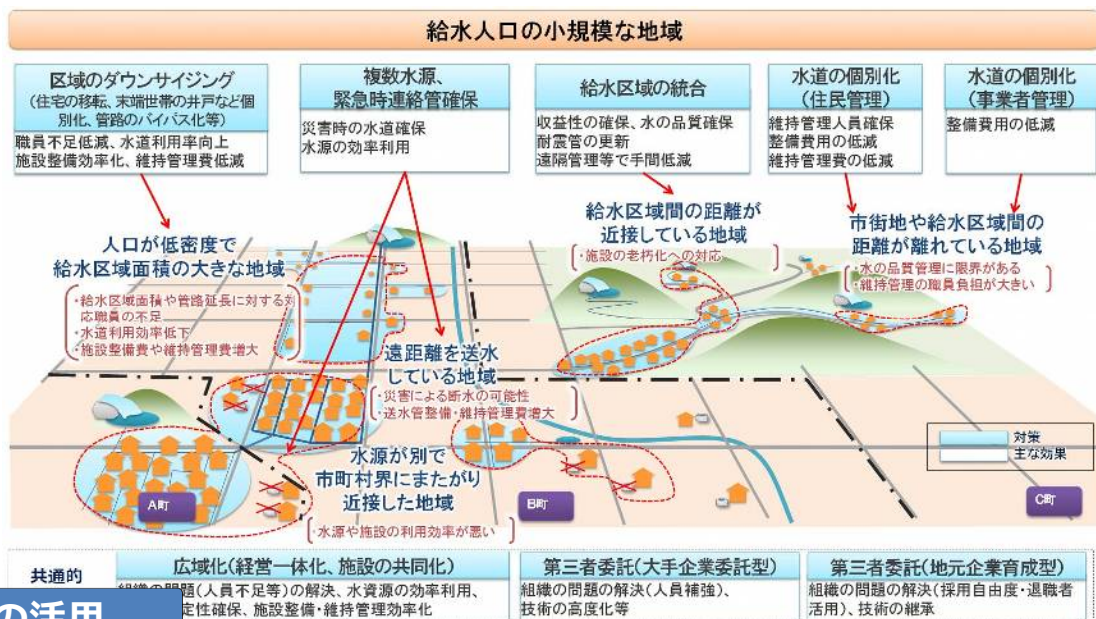 給水人口の小規模な地域
区域のダウンサイジング
(住宅の移転、末端世帯の井戸など個
別化、管路のバイパス化等)
職員不足低減、水道利用率向上
施設整備効率化、維持管理費低減
複数水源、
緊急時連絡管確保
災害時の水道確保
水源の効率利用
給水区域の統合
収益性の確保、水の品質確保
耐震管の更新
遠隔管理等で手間低減
水道の個別化
(住民管理)
維持管理人員確保
整備費用の低減
維持管理費の低減
水道の個別化
(事業者管理)
整備費用の低減
人口が低密度で
給水区域面積の大きな地域
・給水区域面積や管路延長に対する対
応職員の不足
・水道利用効率低下
・施設整備費や維持管理費増大
給水区域間の距離が
近接している地域
・施設の老朽化への対応
市街地や給水区域間の
距離が離れている地域
・水の品質管理に限界がある
・維持管理の職員負担が大きい
遠距離を送水
している地域
・災害による断水の可能性
・送水管整備・維持管理費増大
水源が別で
市町村界にまたがり
近接した地域
・水源や施設の利用効率が悪い
A町
B町
C町
対策
主な効果
共通的
広域化(経営一体化、施設の共同化)
組織の問題(人員不足等)の解決、水資源の効率利用、
定性確保、施設整備・維持管理効率化
第三者委託(大手企業委託型)
組織の問題の解決(人員補強)、
技術の高度化等
第三者委託(地元企業育成型)
組織の問題の解決(採用自由度・退職者
活用)、技術の継承
の活用